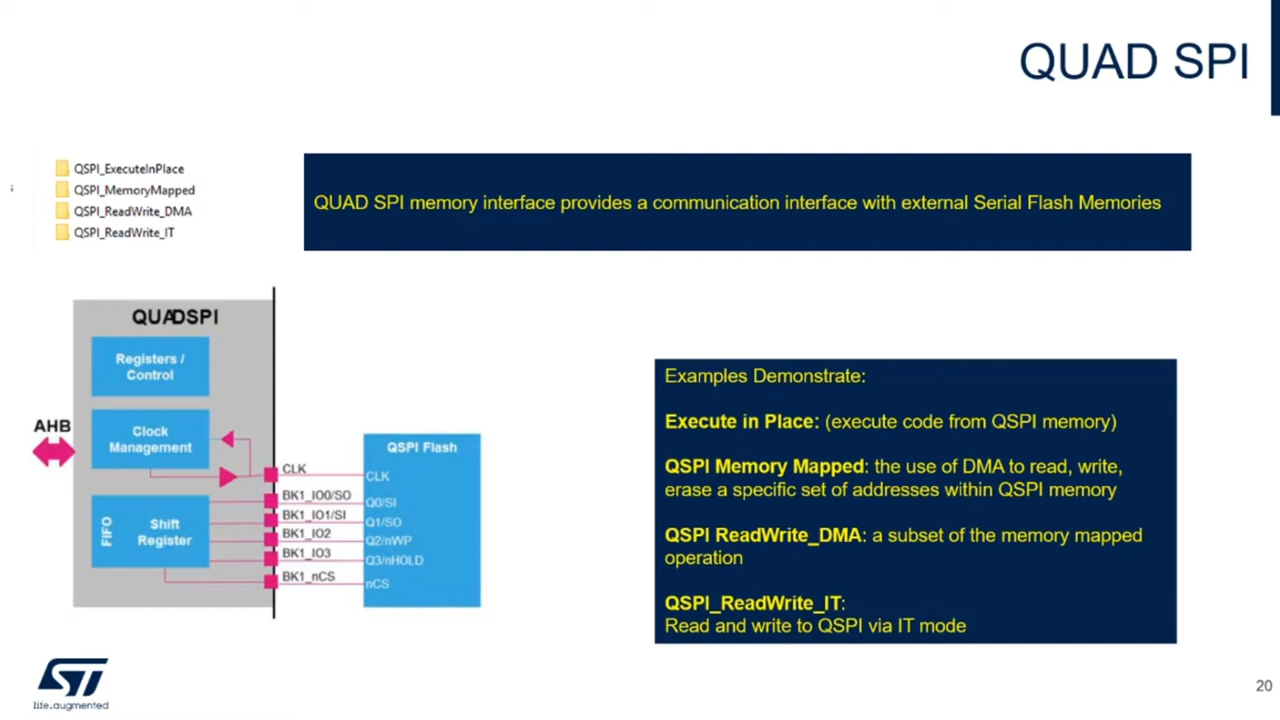 QUAD SPI
QSPI_ExecuteInPlace
QSPI_MemoryMapped
QSPI_ReadWrite_DMA
QSPI_ReadWrite_IT
QUAD SPI memory interface provides a communication interface with external Serial Flash Memories
QUADSPI
Registers /
Control
AHB
Clock
Management
FIFO
Shift
Register
CLK
BK1_IO0/SO
BK1_IO1/SI
BK1_IO2
BK1_IO3
BK1_nCS
QSPI Flash
CLK
Q0/SI
Q1/SO
Q2/nWP
Q3/nHOLD
nCS
Examples Demonstrate:
Execute in Place: (execute code from QSPI memory)
QSPI Memory Mapped: the use of DMA to read, write,
erase a specific set of addresses within QSPI memory
QSPI ReadWrite_DMA: a subset of the memory mapped
operation
QSPI_ReadWrite_IT:
Read and write to QSPI via IT mode
ST
life.augmented
20